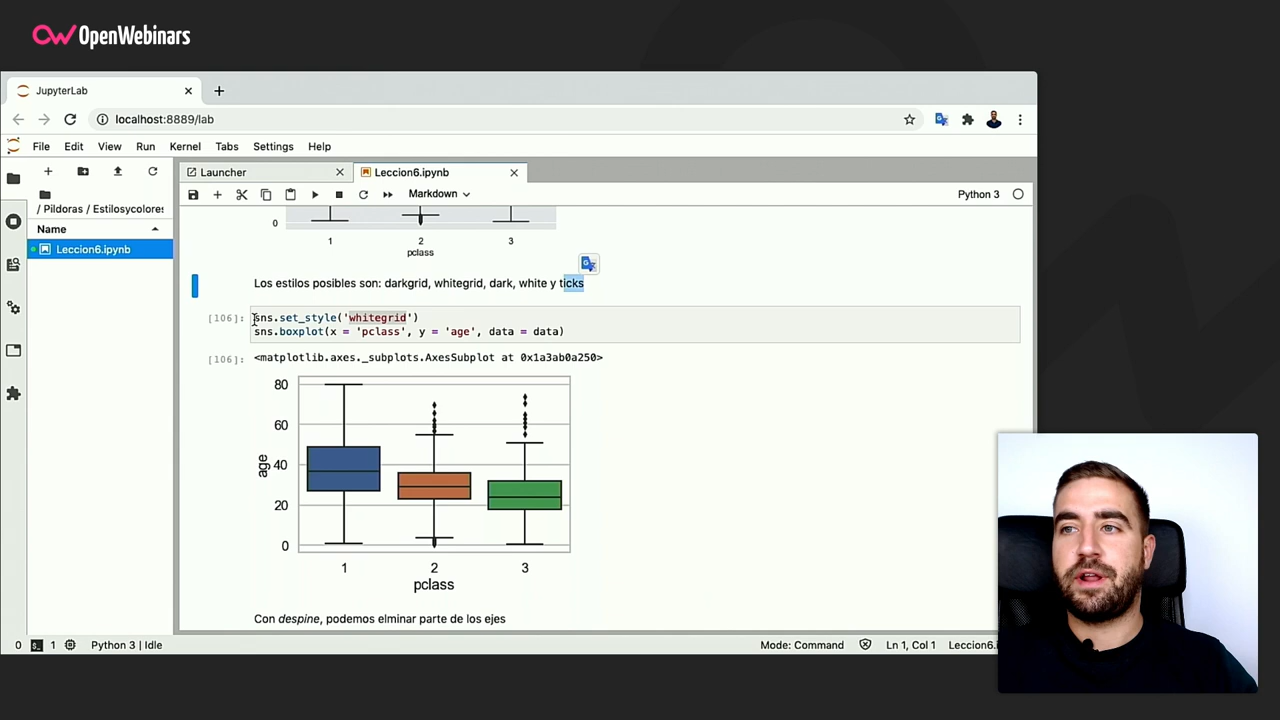 OpenWebinars
JupyterLab
localhost:8889/lab
File Edit View Run Kernel Tabs Settings Help
Launcher
Leccion6.ipynb
Markdown
Python 3
/ Pildoras / Estilosycolores
Name
Leccion6.ipynb
0
1 2 3
pclass
Los estilos posibles son: darkgrid, whitegrid, dark, white y ticks
[106]: sns.set_style('whitegrid')
sns.boxplot(x = 'pclass', y = 'age', data = data)
[106]: <matplotlib.axes._subplots.AxesSubplot at 0x1a3ab0a250>
80
60
age
40
20
0
1 2 3
pclass
Con despine, podemos elminar parte de los ejes
0 1 Python 3 | Idle Mode: Command Ln 1, Col 1 Leccion6.i